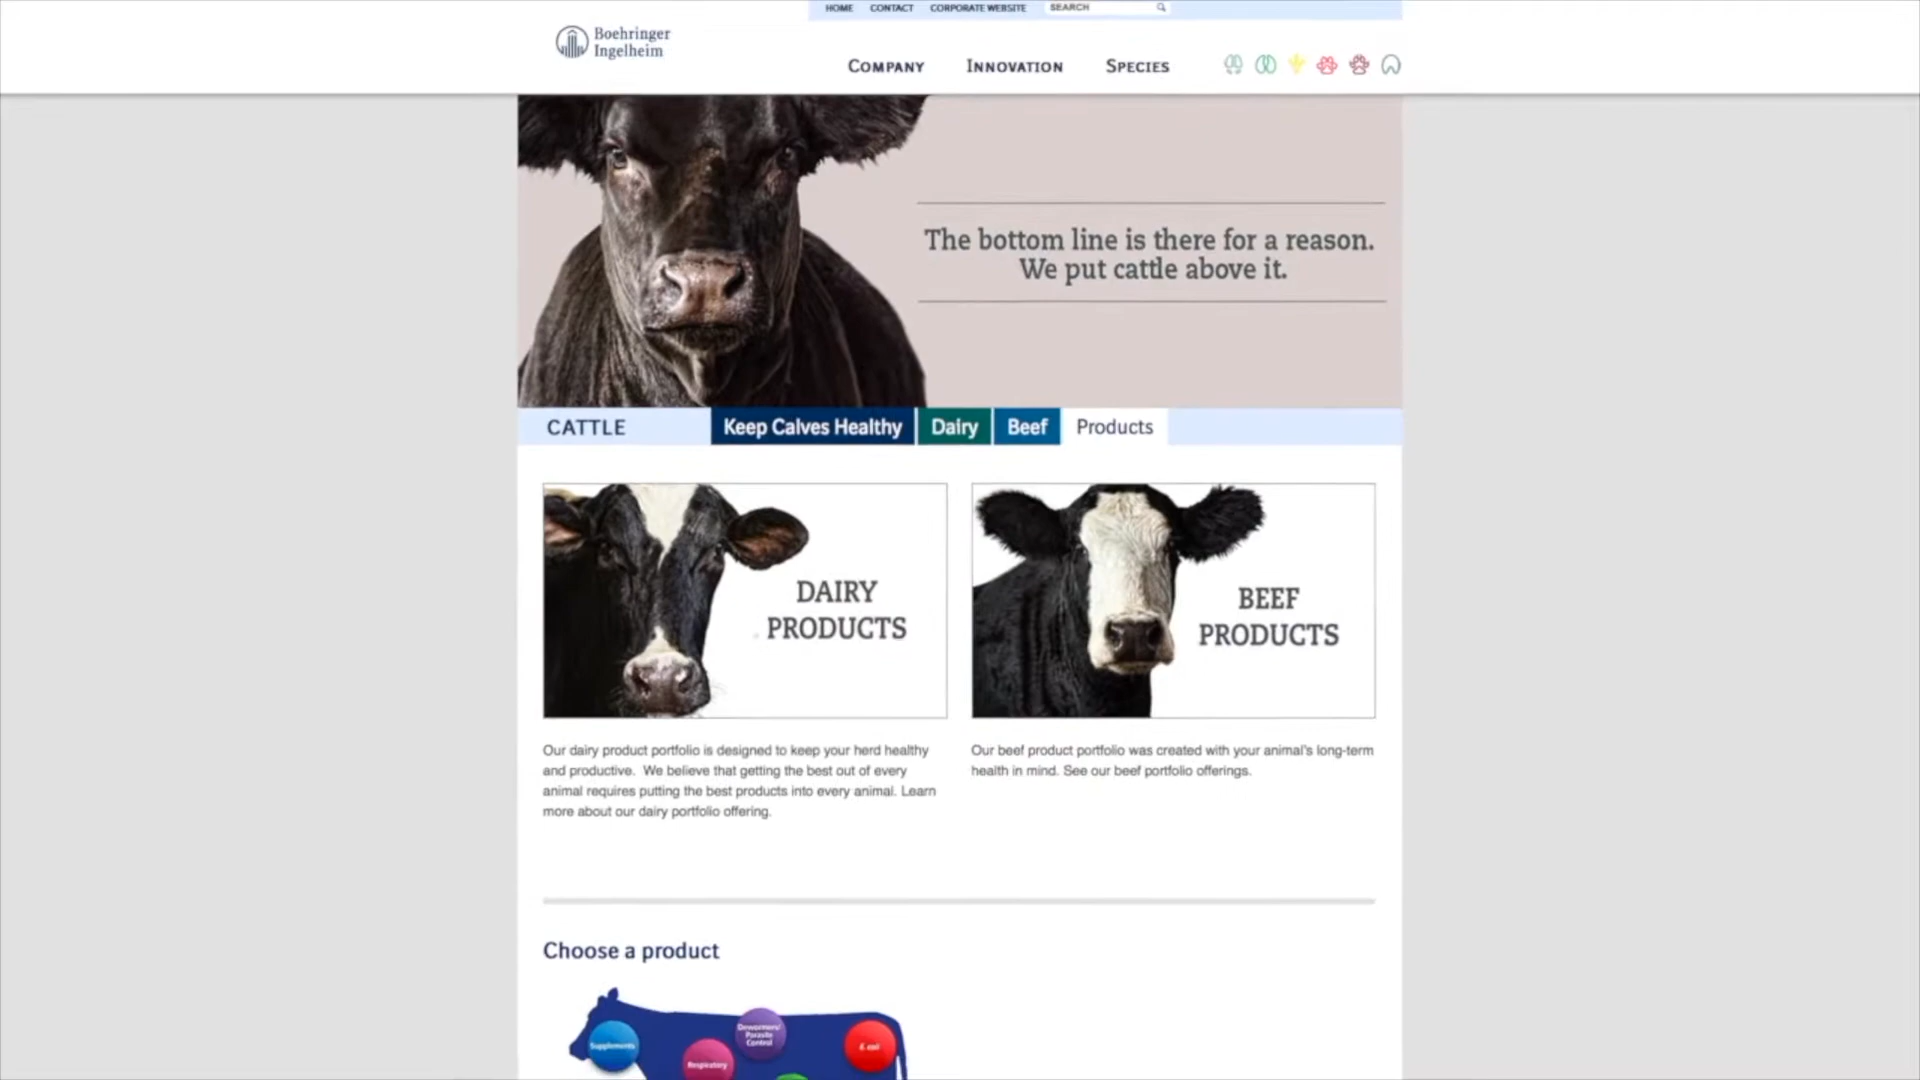 HOME CONTACT CORPORATE WEBSITE SEARCH
Boehringer
Ingelheim
COMPANY INNOVATION SPECIES
The bottom line is there for a reason.
We put cattle above it.
CATTLE Keep Calves Healthy Dairy Beef Products
DAIRY
PRODUCTS
BEEF
PRODUCTS
Our dairy product portfolio is designed to keep your herd healthy
and productive. We believe that getting the best out of every
animal requires putting the best products into every animal. Learn
more about our dairy portfolio offering.
Our beef product portfolio was created with your animal's long-term
health in mind. See our beef portfolio offerings.
Choose a product
Supplements
Respiratory
Dewormers/
Parasite
Control
E coli